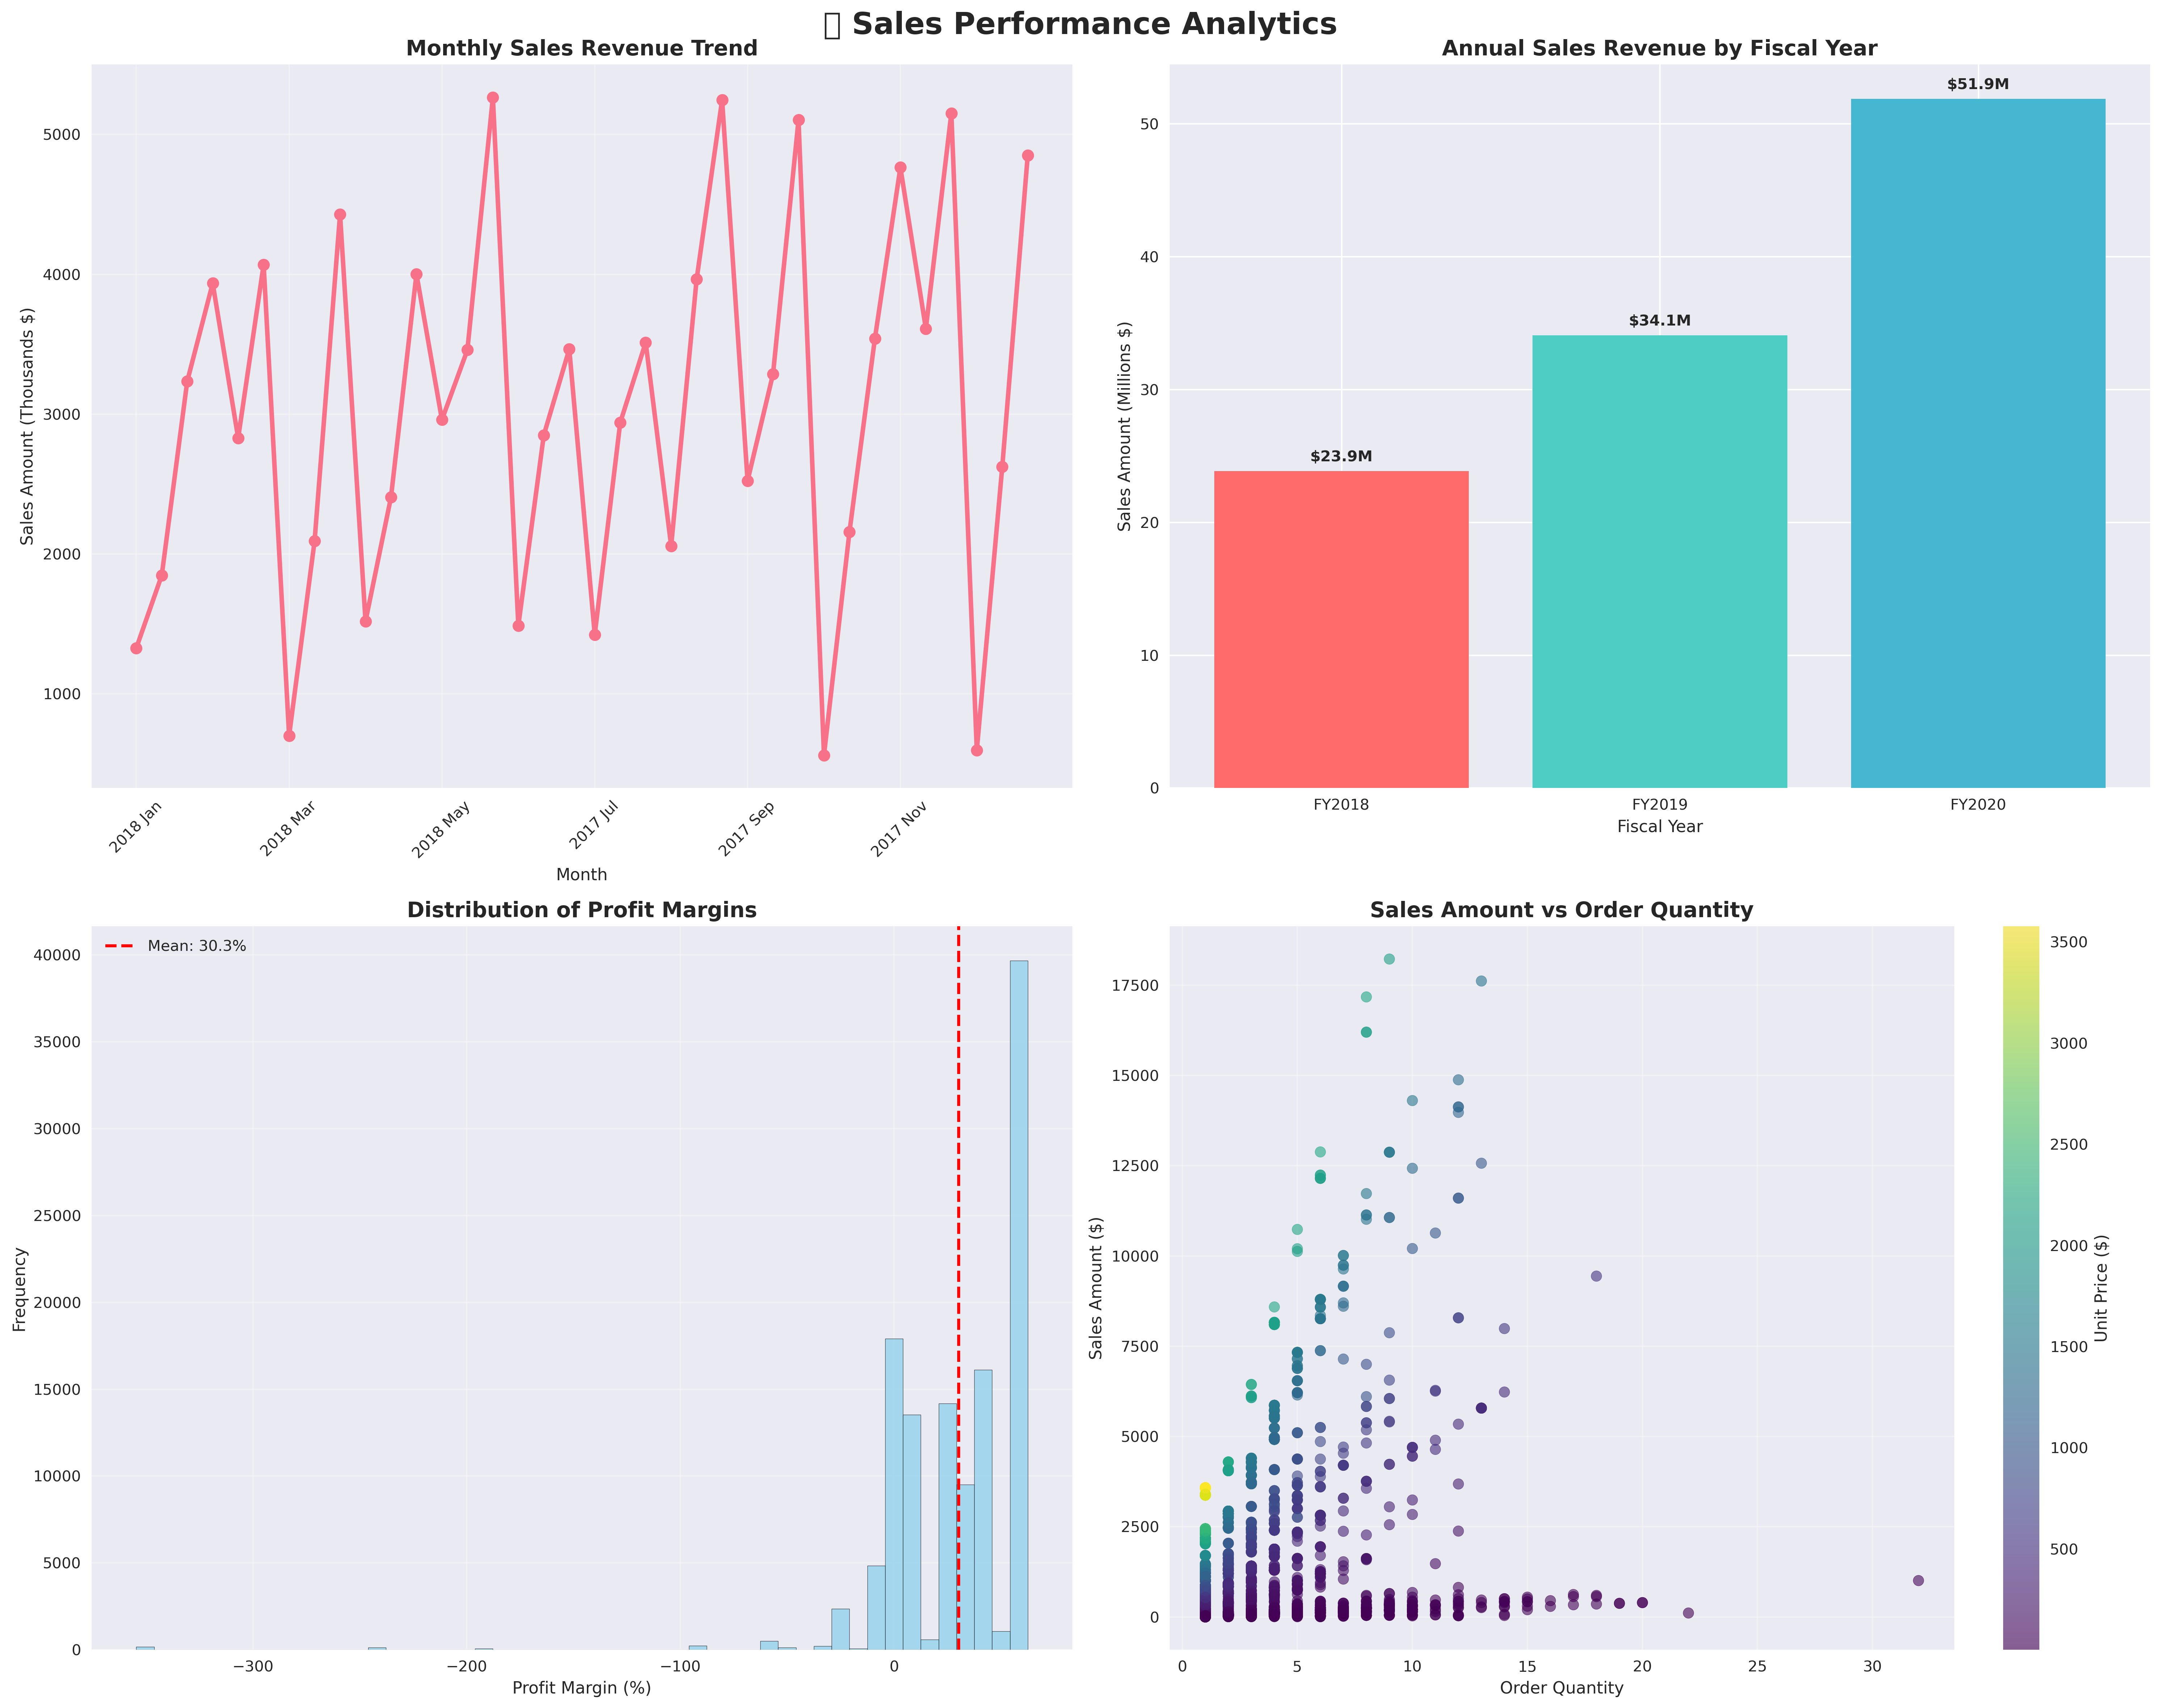 Sales Performance Analytics
Monthly Sales Revenue Trend
Sales Amount (Thousands $)
5000
4000
3000
2000
1000
2018 Jan
2018 Mar
2018 May
2017 Jul
2017 Sep
2017 Nov
Month
Annual Sales Revenue by Fiscal Year
Sales Amount (Millions $)
50
40
30
20
10
0
$23.9M
$34.1M
$51.9M
FY2018
FY2019
FY2020
Fiscal Year
Distribution of Profit Margins
Mean: 30.3%
Frequency
40000
35000
30000
25000
20000
15000
10000
5000
0
−300
−200
−100
0
Profit Margin (%)
Sales Amount vs Order Quantity
Sales Amount ($)
17500
15000
12500
10000
7500
5000
2500
0
0
5
10
15
20
25
30
Order Quantity
3500
3000
2500
2000
1500
1000
500
Unit Price ($)